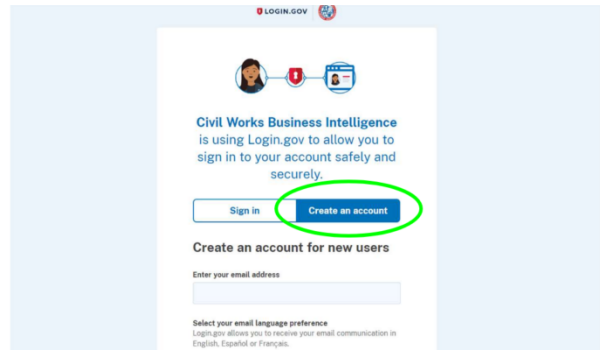 LOGIN.GOV
Civil Works Business Intelligence
is using Login.gov to allow you to
sign in to your account safely and
securely.
Sign in
Create an account
Create an account for new users
Enter your email address
Select your email language preference
Login.gov allows you to receive your email communication in
English, Español or Français.